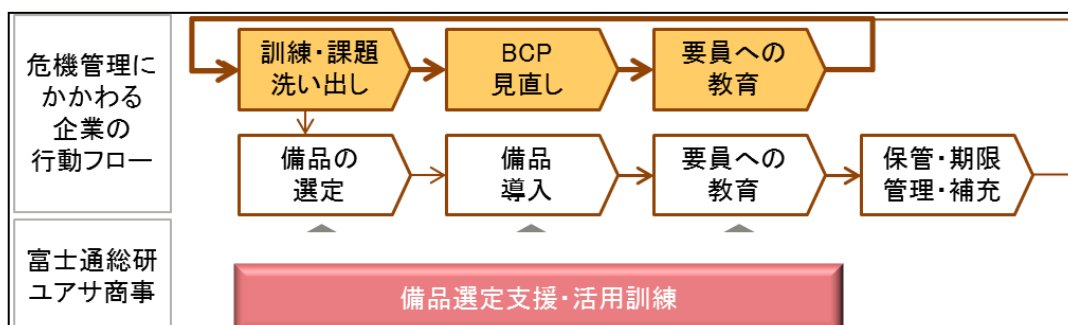 危機管理に
かかわる
企業の
行動フロー
訓練・課題
洗い出し
BCP
見直し
要員への
教育
備品の
選定
備品
導入
要員への
教育
保管・期限
管理・補充
富士通総研
ユアサ商事
備品選定支援・活用訓練